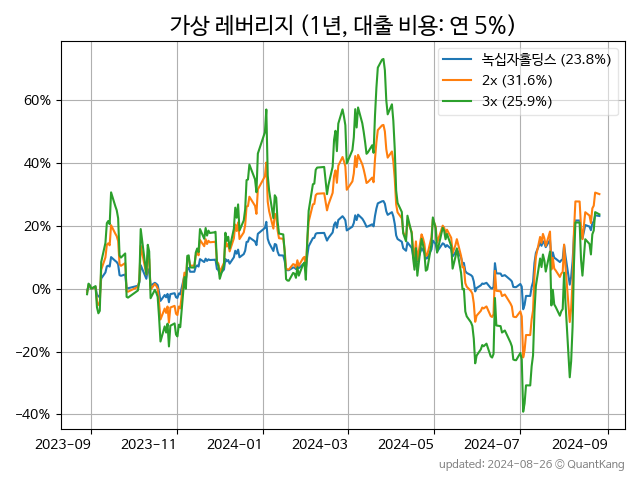 가상 레버리지 (1년, 대출 비용: 연 5%)
녹십자홀딩스 (23.8%)
2x (31.6%)
3x (25.9%)
60%
40%
20%
0%
−20%
−40%
2023-09 2023-11 2024-01 2024-03 2024-05 2024-07 2024-09
updated: 2024-08-26 © QuantKang